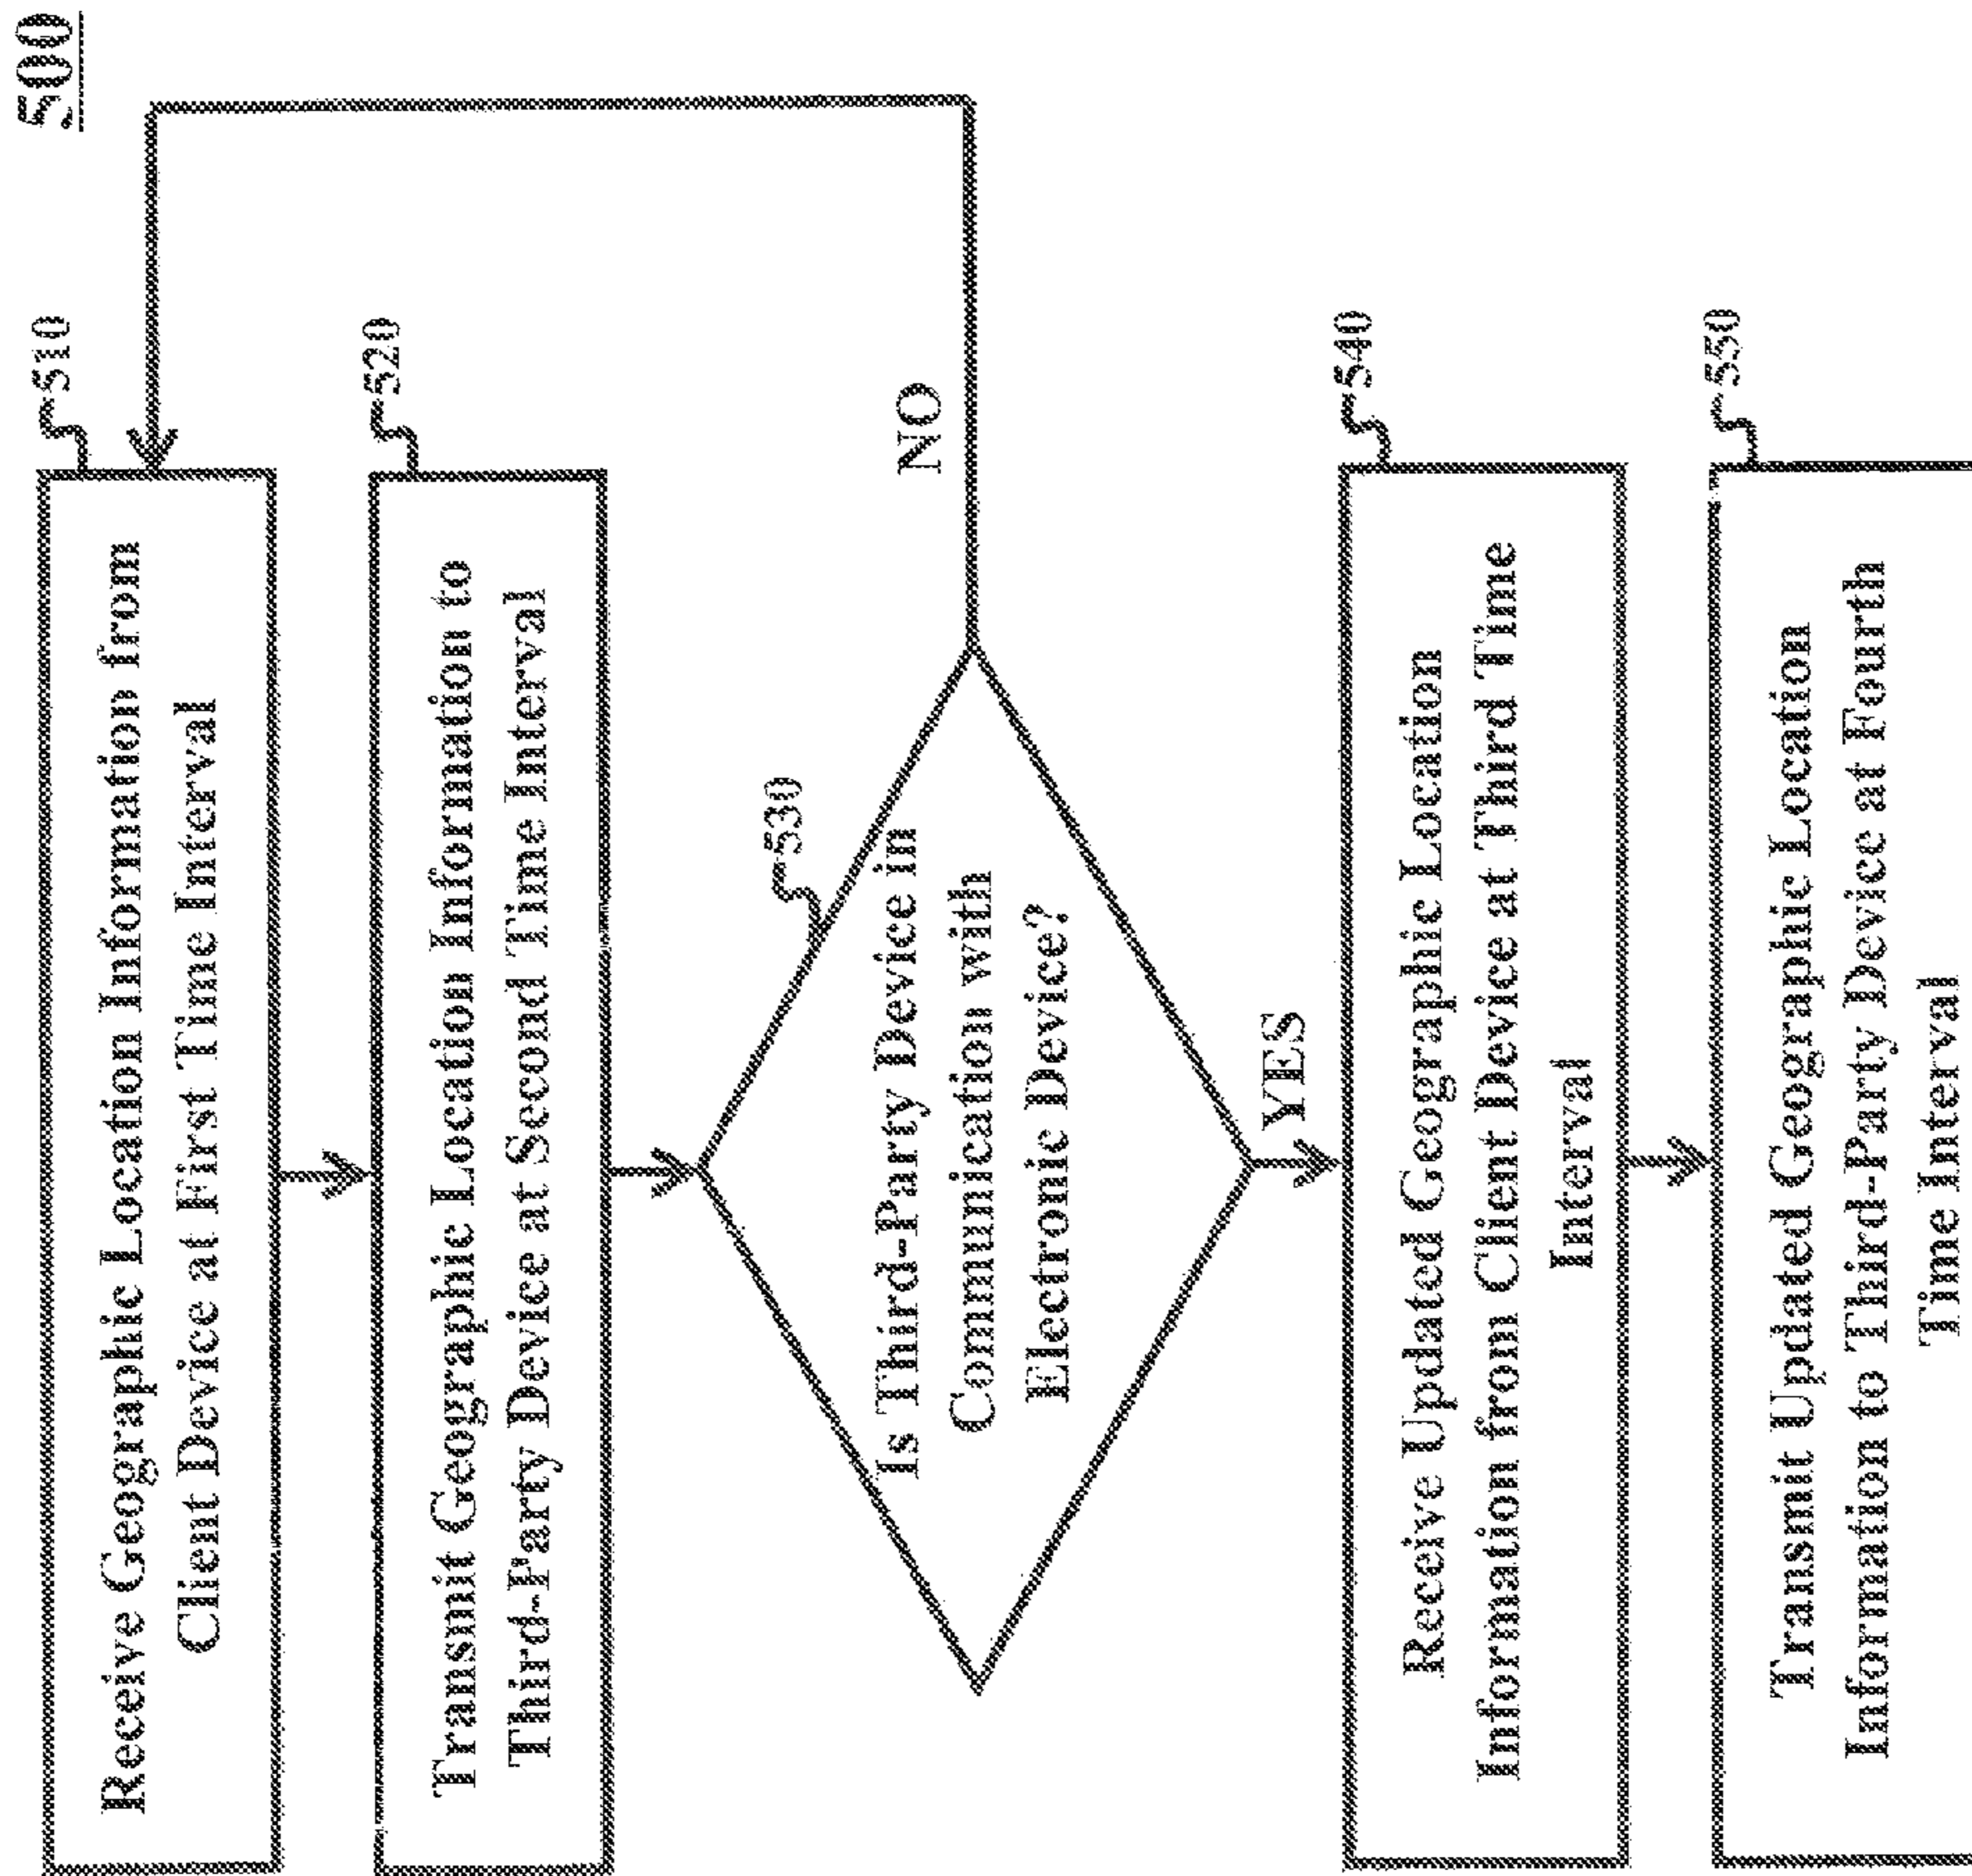 500
510
Receive Geographic Location Information from
Client Device at First Time Interval
520
Transmit Geographic Location Information to
Third-Party Device at Second Time Interval
530
Is Third-Party Device in
Communication with
Electronic Device?
NO
YES
540
Receive Updated Geographic Location
Information from Client Device at Third Time
Interval
550
Transmit Updated Geographic Location
Information to Third-Party Device at Fourth
Time Interval